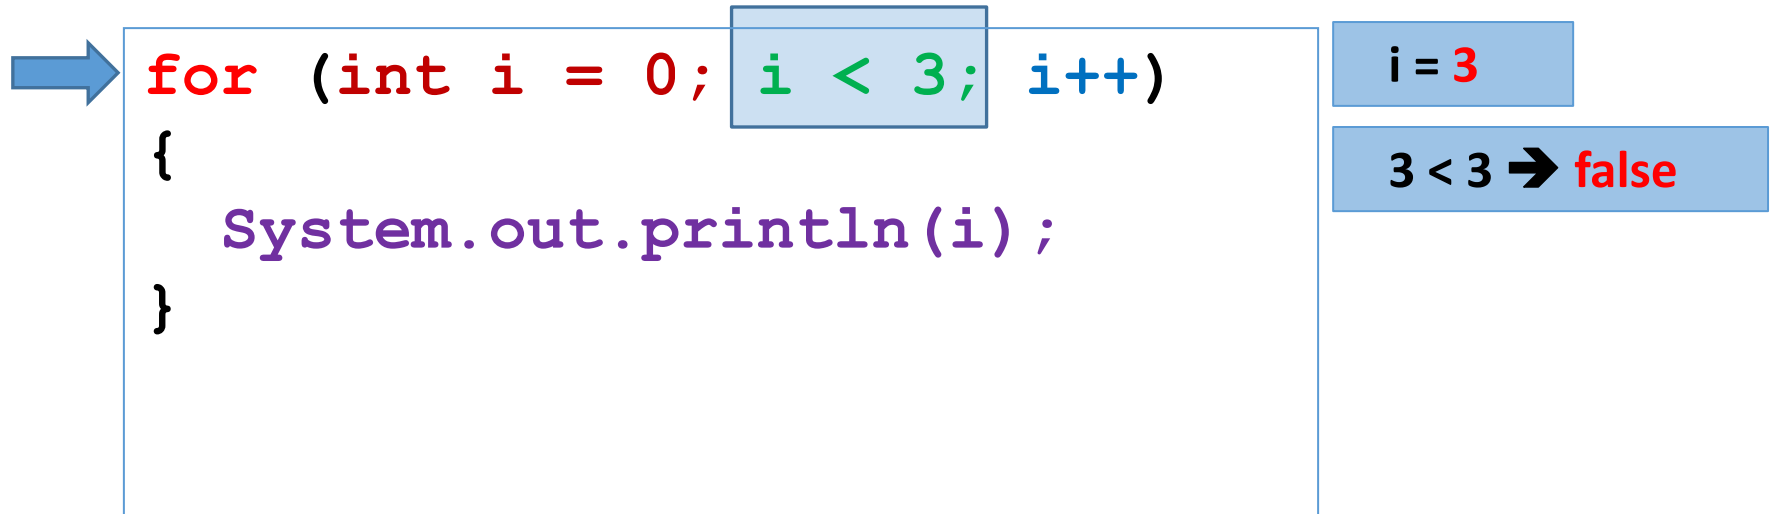 for (int i = 0; i < 3; i++)
{
System.out.println(i);
}
i = 3
3 < 3 🡺 false